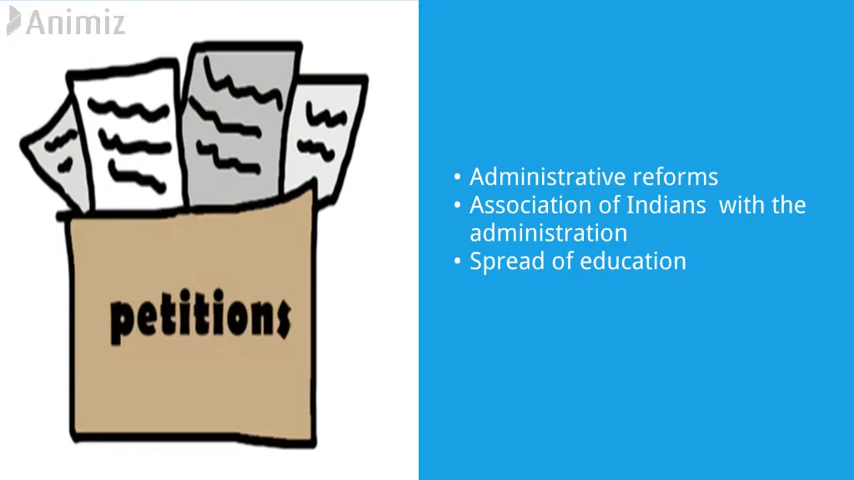 Animiz
petitions
• Administrative reforms
• Association of Indians  with the
administration
• Spread of education